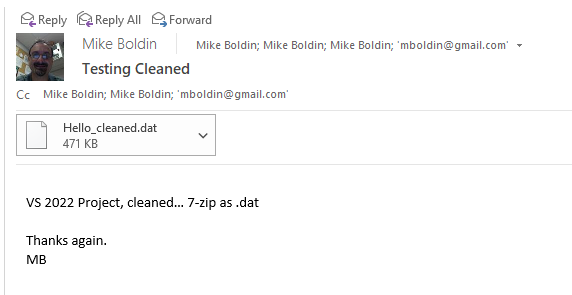 Reply Reply All Forward
Mike Boldin Mike Boldin; Mike Boldin; Mike Boldin; 'mboldin@gmail.com'
Testing Cleaned
Cc Mike Boldin; Mike Boldin; 'mboldin@gmail.com'
Hello_cleaned.dat
471 KB
VS 2022 Project, cleaned... 7-zip as .dat
Thanks again.
MB